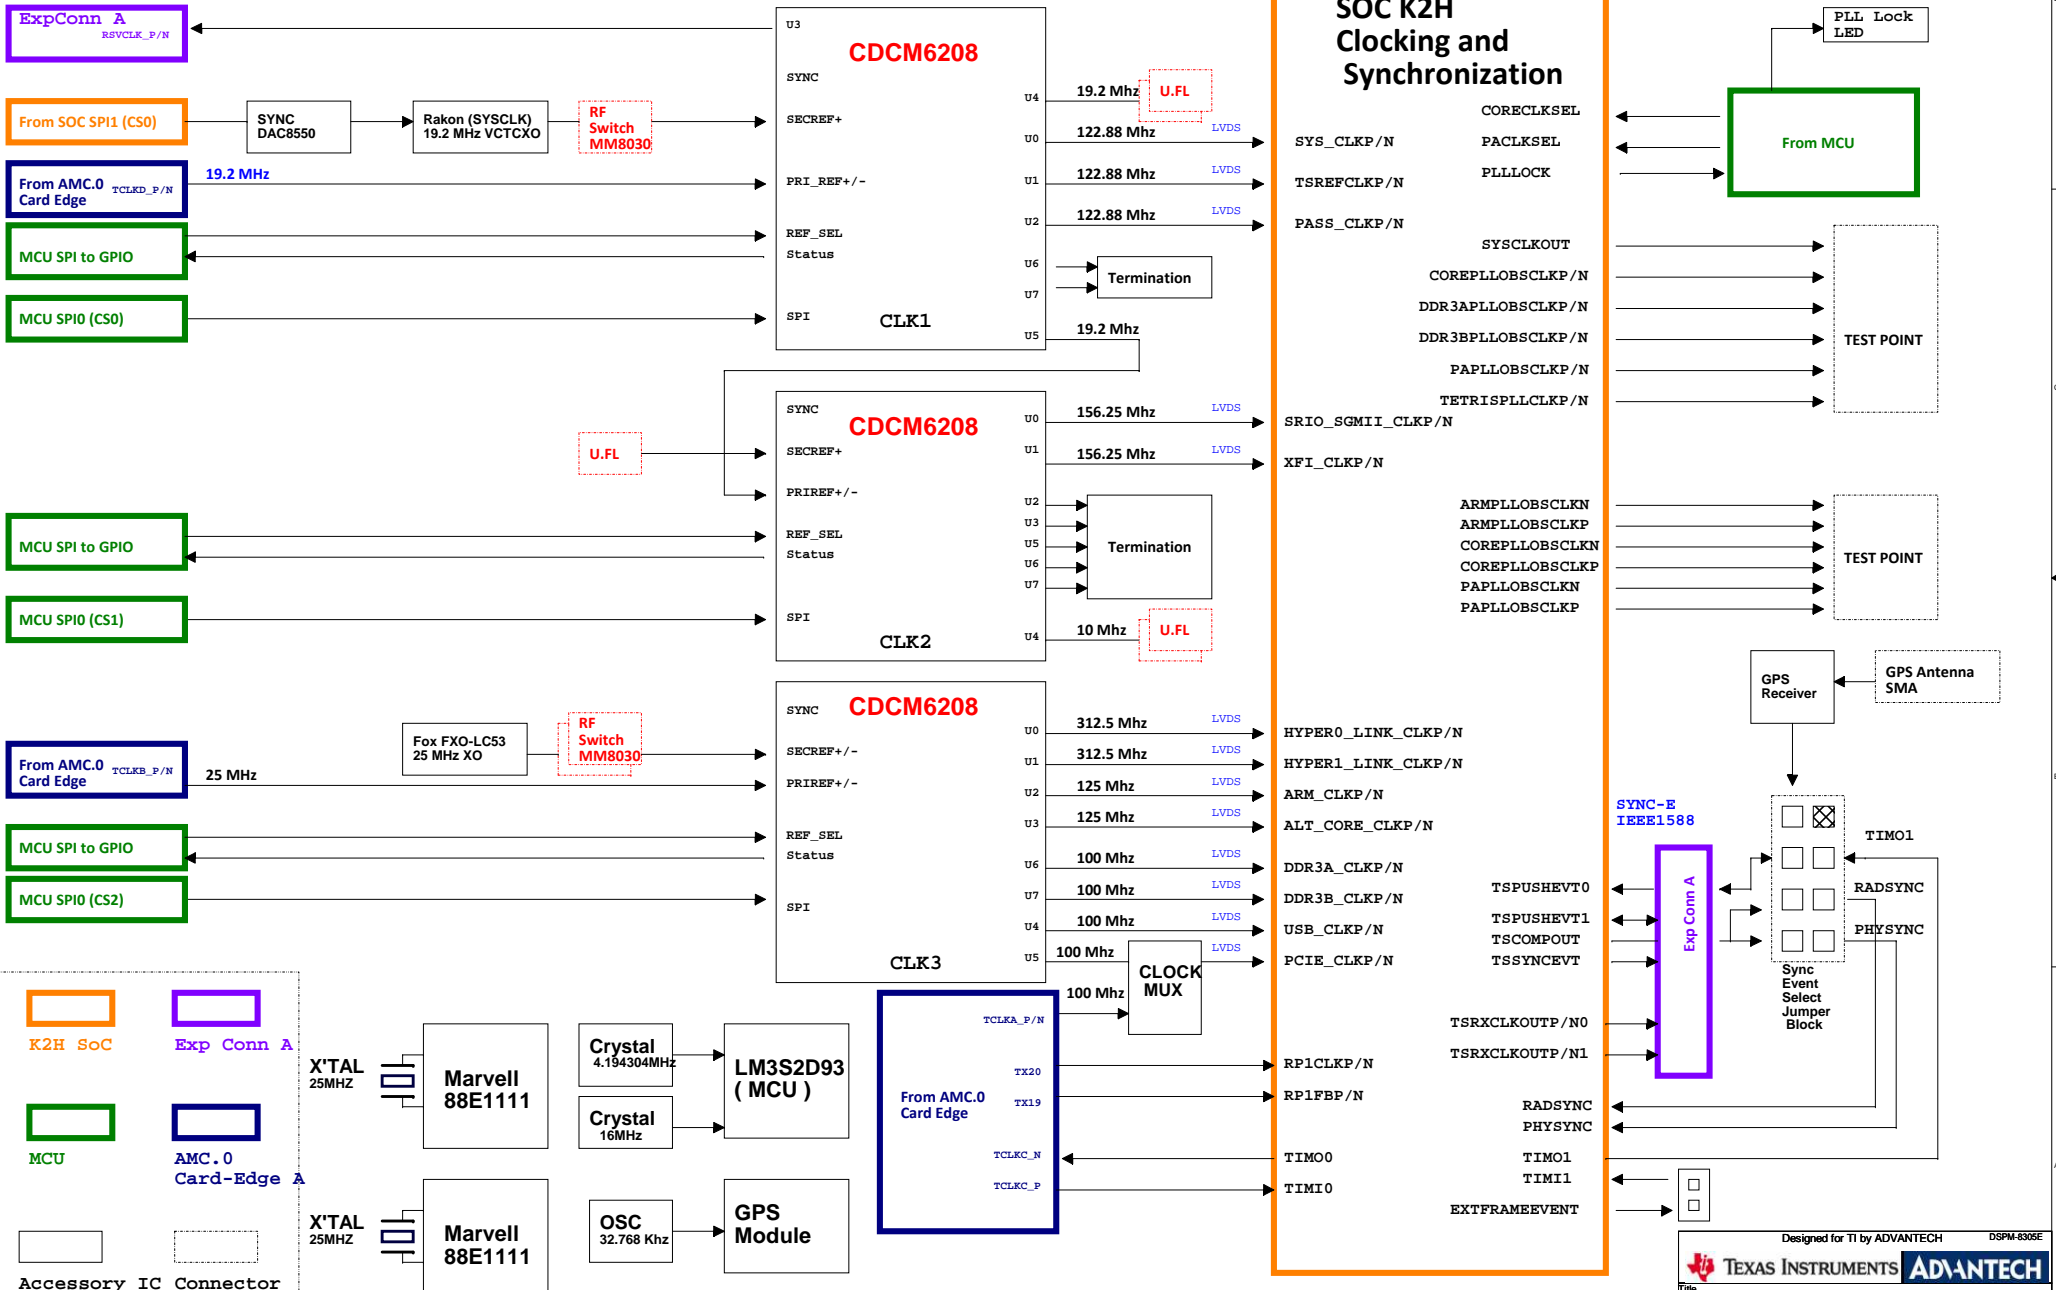 ExpConn A
RSVCLK_P/N
From SOC SPI1 (CS0)
SYNC
DAC8550
Rakon (SYSCLK)
19.2 MHz VCTCXO
RF
Switch
MM8030
From AMC.0
Card Edge
TCLKD_P/N
19.2 MHz
MCU SPI to GPIO
MCU SPI0 (CS0)
U3
CDCM6208
SYNC
SECREF+
PRI_REF+/-
REF_SEL
Status
SPI
CLK1
U4
U0
U1
U2
U6
U7
U5
19.2 Mhz
U.FL
122.88 Mhz
LVDS
122.88 Mhz
LVDS
122.88 Mhz
LVDS
Termination
19.2 Mhz
U.FL
MCU SPI to GPIO
MCU SPI0 (CS1)
SYNC
CDCM6208
SECREF+
PRIREF+/-
REF_SEL
Status
SPI
CLK2
U0
U1
U2
U3
U5
U6
U7
U4
156.25 Mhz
LVDS
156.25 Mhz
LVDS
Termination
10 Mhz
U.FL
From AMC.0
Card Edge
TCLKB_P/N
25 MHz
Fox FXO-LC53
25 MHz XO
RF
Switch
MM8030
MCU SPI to GPIO
MCU SPI0 (CS2)
SYNC
CDCM6208
SECREF+/-
PRIREF+/-
REF_SEL
Status
SPI
CLK3
U0
U1
U2
U3
U6
U7
U4
U5
312.5 Mhz
LVDS
312.5 Mhz
LVDS
125 Mhz
LVDS
125 Mhz
LVDS
100 Mhz
LVDS
100 Mhz
LVDS
100 Mhz
LVDS
100 Mhz
LVDS
CLOCK
MUX
100 Mhz
SOC K2H
Clocking and
Synchronization
SYS_CLKP/N
TSREFCLKP/N
PASS_CLKP/N
SRIO_SGMII_CLKP/N
XFI_CLKP/N
HYPER0_LINK_CLKP/N
HYPER1_LINK_CLKP/N
ARM_CLKP/N
ALT_CORE_CLKP/N
DDR3A_CLKP/N
DDR3B_CLKP/N
USB_CLKP/N
PCIE_CLKP/N
RP1CLKP/N
RP1FBP/N
TIMO0
TIMI0
CORECLKSEL
PACLKSEL
PLLLOCK
SYSCLKOUT
COREPLLOBSCLKP/N
DDR3APLLOBSCLKP/N
DDR3BPLLOBSCLKP/N
PAPLLOBSCLKP/N
TETRISPLLCLKP/N
ARMPLLOBSCLKN
ARMPLLOBSCLKP
COREPLLOBSCLKN
COREPLLOBSCLKP
PAPLLOBSCLKN
PAPLLOBSCLKP
TSPUSHEVT0
TSPUSHEVT1
TSCOMPOUT
TSSYNCEVT
TSRXCLKOUTP/N0
TSRXCLKOUTP/N1
RADSYNC
PHYSYNC
TIMO1
TIMI1
EXTFRAMEEVENT
PLL Lock
LED
From MCU
TEST POINT
TEST POINT
GPS
Receiver
GPS Antenna
SMA
SYNC-E
IEEE1588
Exp Conn A
TIMO1
RADSYNC
PHYSYNC
Sync
Event
Select
Jumper
Block
K2H SoC
Exp Conn A
MCU
AMC.0
Card-Edge A
Accessory IC
Connector
X'TAL
25MHZ
Marvell
88E1111
X'TAL
25MHZ
Marvell
88E1111
Crystal
4.194304MHz
Crystal
16MHz
LM3S2D93
( MCU )
OSC
32.768 Khz
GPS
Module
From AMC.0
Card Edge
TCLKA_P/N
TX20
TX19
TCLKC_N
TCLKC_P
Designed for TI by ADVANTECH
DSPM-8305E
TEXAS INSTRUMENTS
ADVANTECH
Title